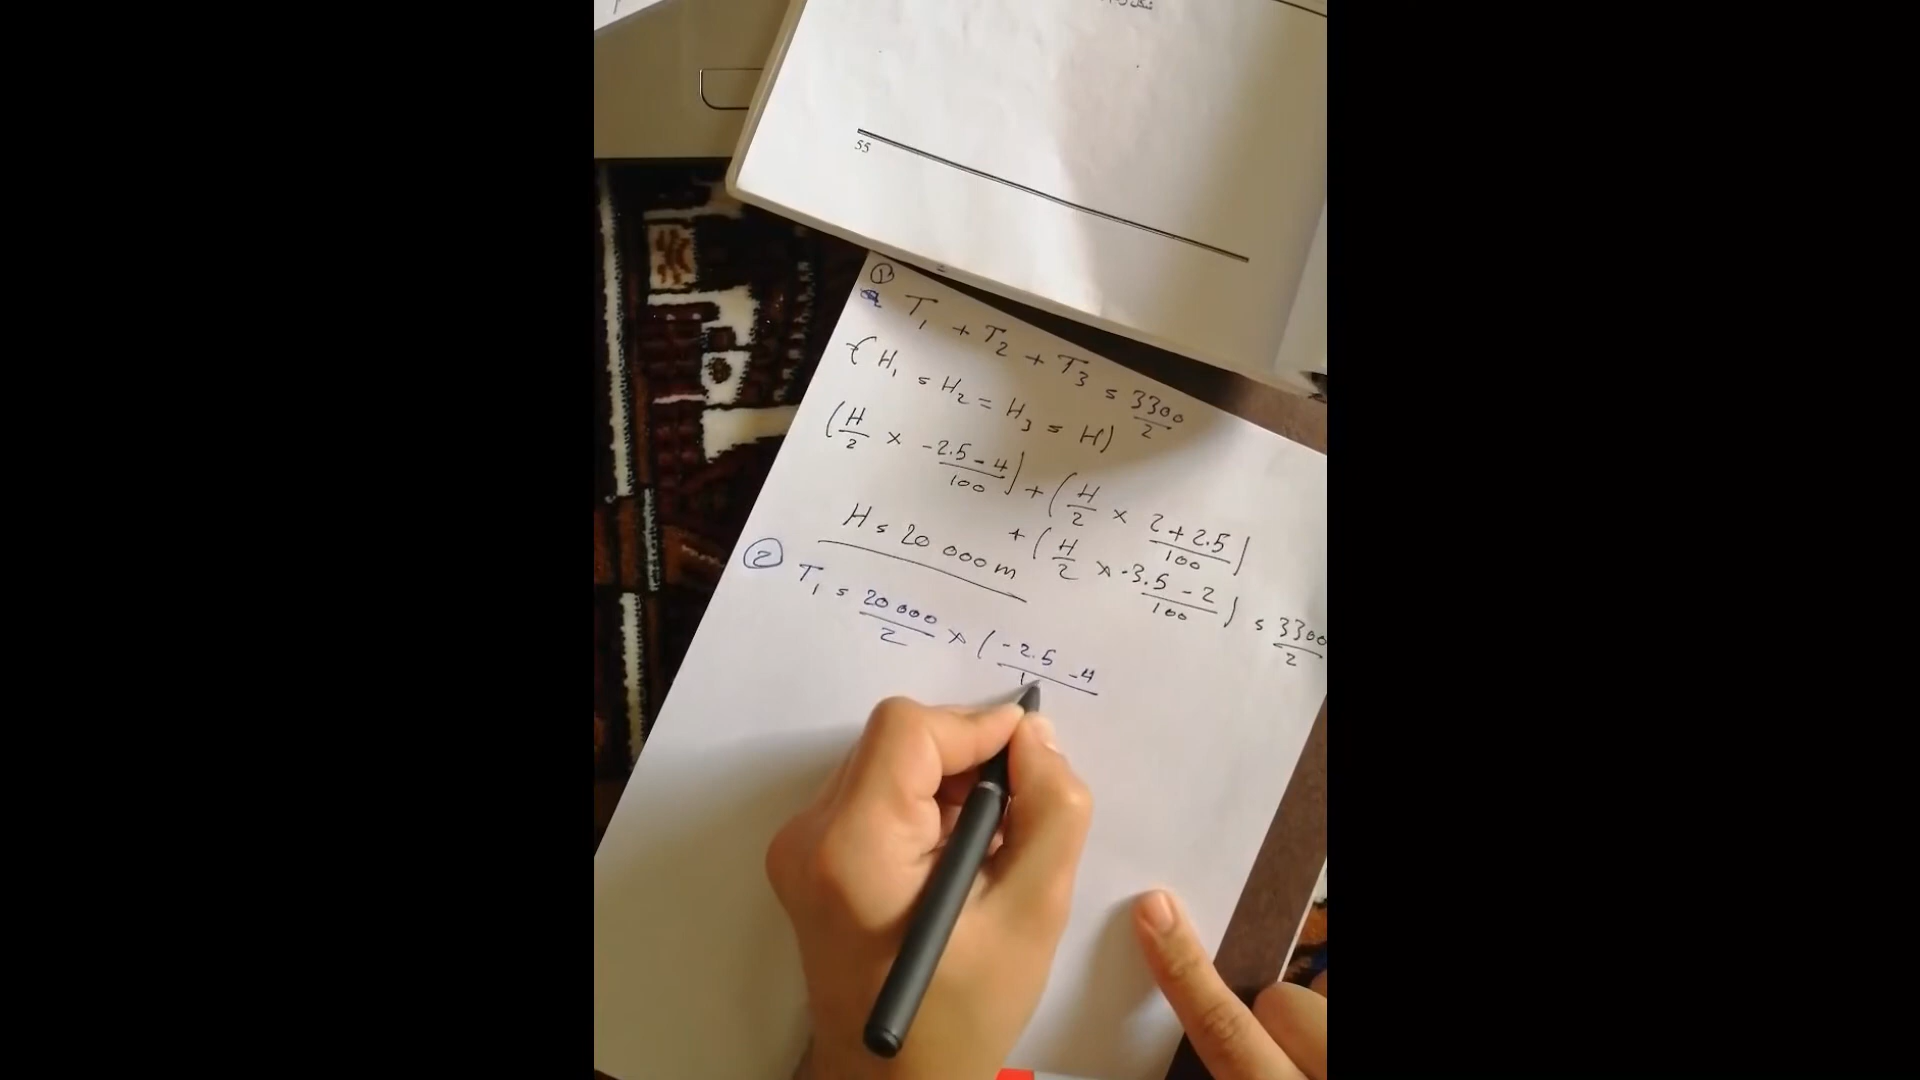 55
①
T₁ + T₂ + T₃ = 3300/2
(H₁ = H₂ = H₃ = H)
(H/2 × -2.5-4/100) + (H/2 × 2+2.5/100)
+ (H/2 × -3.5-2/100) = 3300/2
H = 20 000 m
②
T₁ = 20 000/2 × (-2.5 -4/1